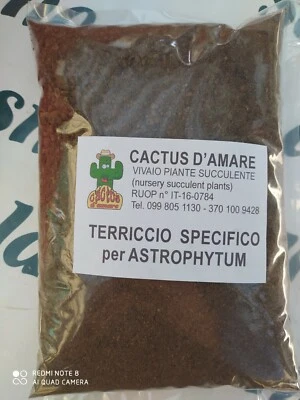 CACTUS D'AMARE
VIVAIO PIANTE SUCCULENTE
(nursery succulent plants)
RUOP n° IT-16-0784
Tel. 099 805 1130 - 370 100 9428
TERRICCIO SPECIFICO
per ASTROPHYTUM
REDMI NOTE 8
AI QUAD CAMERA